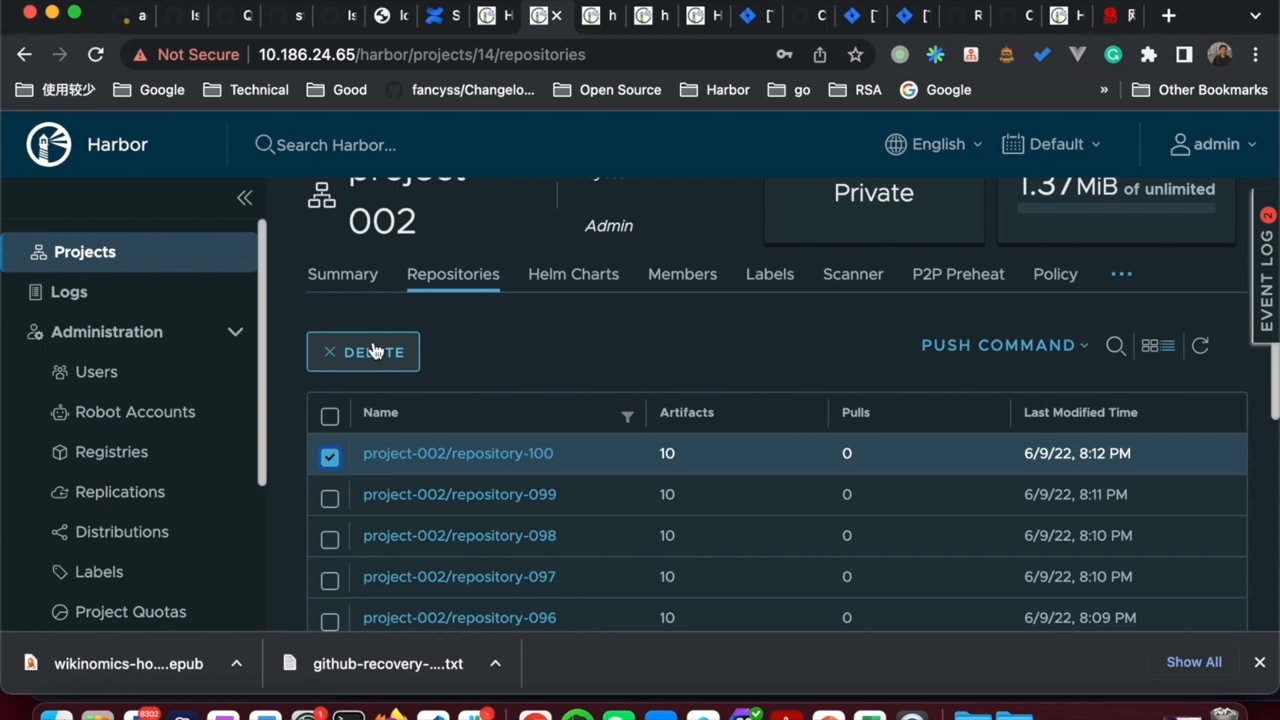 Not Secure 10.186.24.65/harbor/projects/14/repositories
使用较少 Google Technical Good fancyss/Changelo... Open Source Harbor go RSA Google » Other Bookmarks
Harbor Search Harbor... English Default admin
project
002
Admin
Private
1.37MiB of unlimited
EVENT LOG 2
Projects
Logs
Administration
Users
Robot Accounts
Registries
Replications
Distributions
Labels
Project Quotas
Summary Repositories Helm Charts Members Labels Scanner P2P Preheat Policy •••
DELETE
PUSH COMMAND
Name Artifacts Pulls Last Modified Time
project-002/repository-100 10 0 6/9/22, 8:12 PM
project-002/repository-099 10 0 6/9/22, 8:11 PM
project-002/repository-098 10 0 6/9/22, 8:10 PM
project-002/repository-097 10 0 6/9/22, 8:10 PM
project-002/repository-096 10 0 6/9/22, 8:09 PM
wikinomics-ho....epub github-recovery-....txt Show All
8302 1